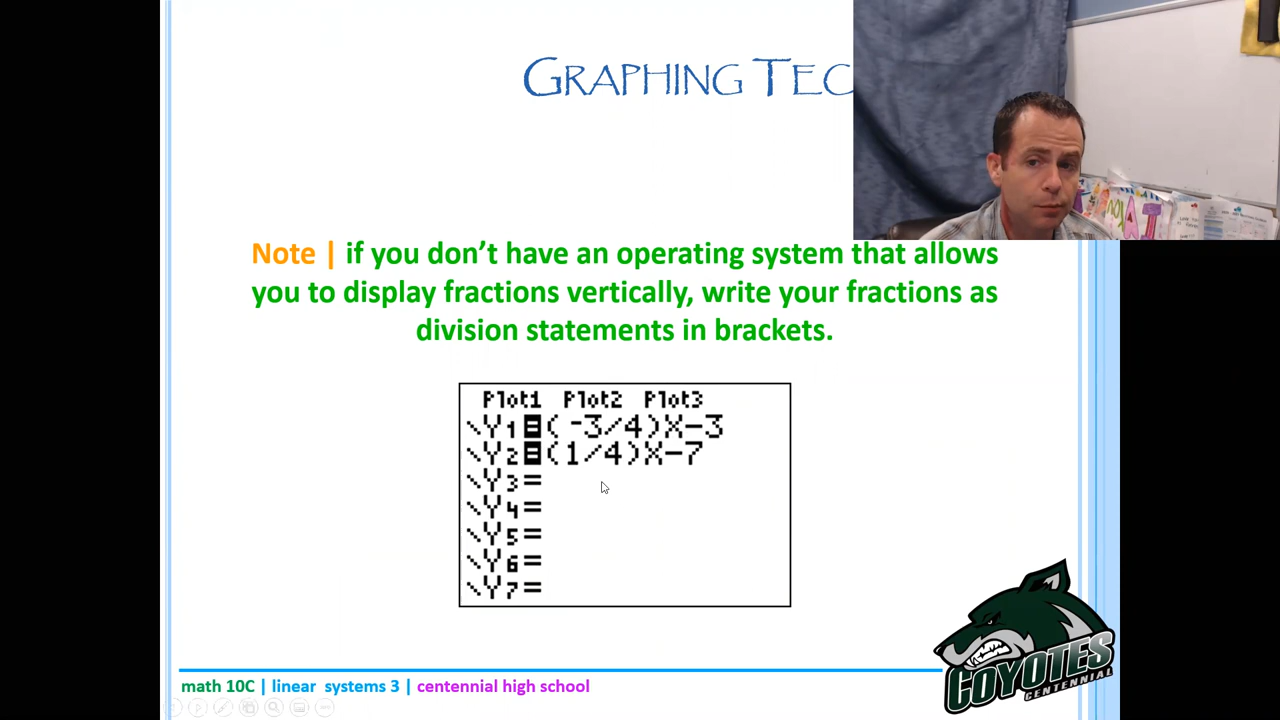 GRAPHING TEC
Note | if you don't have an operating system that allows
you to display fractions vertically, write your fractions as
division statements in brackets.
Plot1 Plot2 Plot3
\Y1=(-3/4)X-3
\Y2=(1/4)X-7
\Y3=
\Y4=
\Y5=
\Y6=
\Y7=
COYOTES
CENTENNIAL
math 10C | linear systems 3 | centennial high school